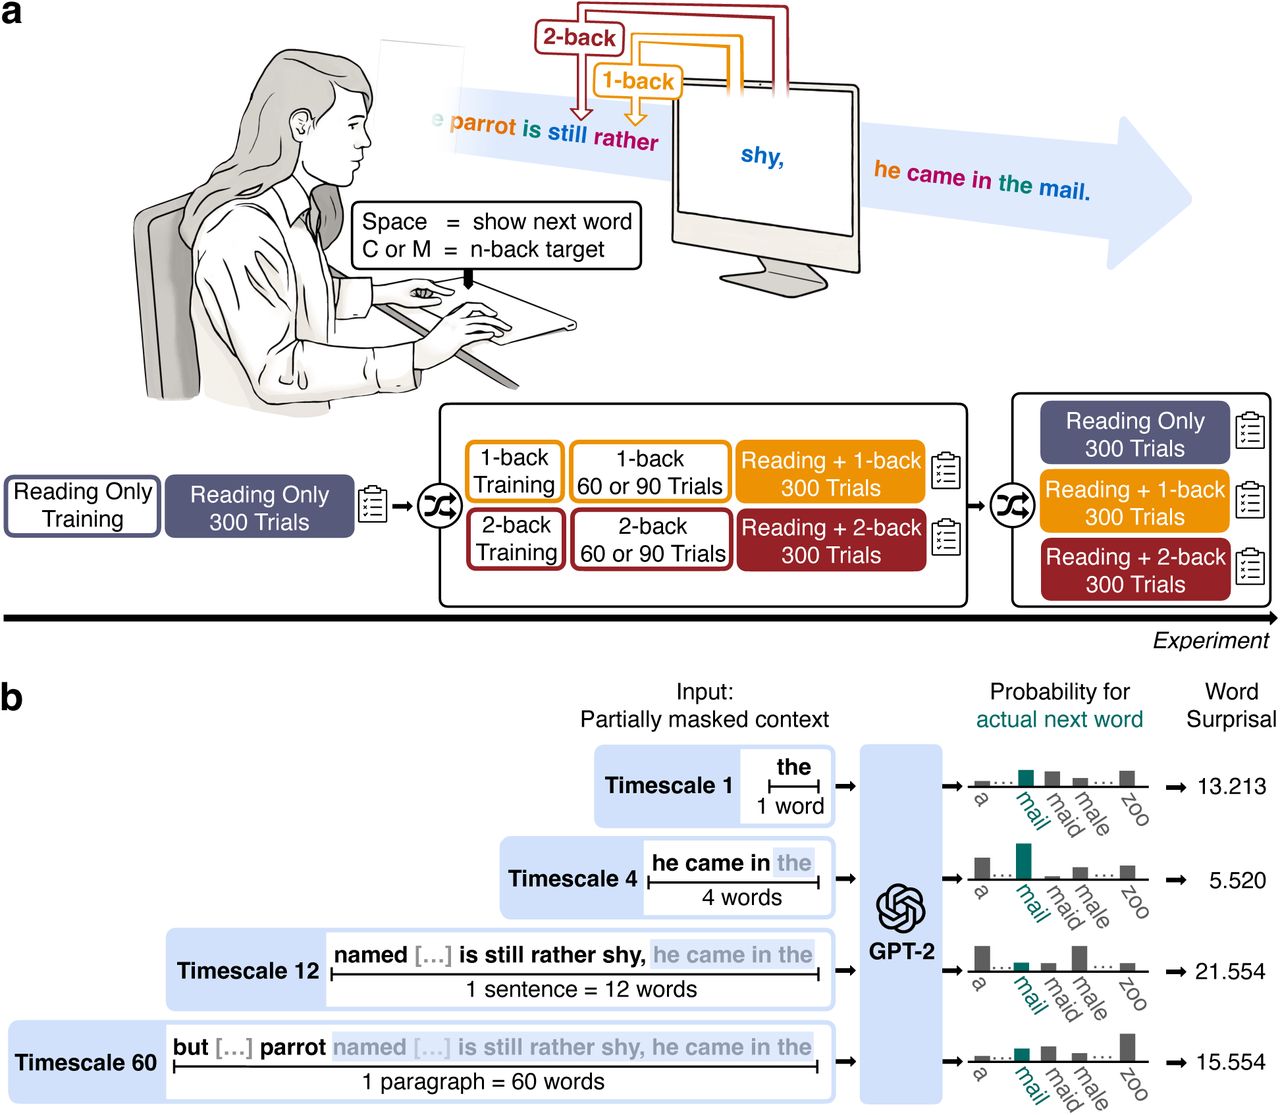 a
2-back
1-back
e parrot is still rather
shy,
he came in the mail.
Space = show next word
C or M = n-back target
Reading Only
Training
Reading Only
300 Trials
1-back
Training
1-back
60 or 90 Trials
Reading + 1-back
300 Trials
2-back
Training
2-back
60 or 90 Trials
Reading + 2-back
300 Trials
Reading Only
300 Trials
Reading + 1-back
300 Trials
Reading + 2-back
300 Trials
Experiment
b
Input:
Partially masked context
Probability for
actual next word
Word
Surprisal
Timescale 1
the
1 word
a ... mail maid male ... zoo
13.213
Timescale 4
he came in the
4 words
a ... mail maid male ... zoo
5.520
GPT-2
Timescale 12
named [...] is still rather shy, he came in the
1 sentence = 12 words
a ... mail maid male ... zoo
21.554
Timescale 60
but [...] parrot named [...] is still rather shy, he came in the
1 paragraph = 60 words
a ... mail maid male ... zoo
15.554